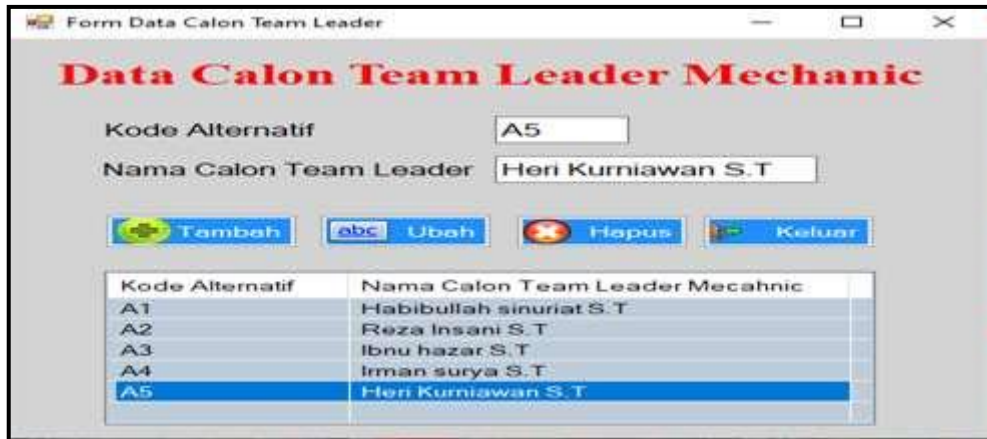 Form Data Calon Team Leader
Data Calon Team Leader Mechanic
Kode Alternatif A5
Nama Calon Team Leader Heri Kurniawan S.T
Tambah abc Ubah Hapus Keluar
Kode Alternatif Nama Calon Team Leader Mecahnic
A1 Habibullah sinuriat S.T
A2 Reza Insani S.T
A3 Ibnu hazar S.T
A4 Irman surya S.T
A5 Heri Kurniawan S.T